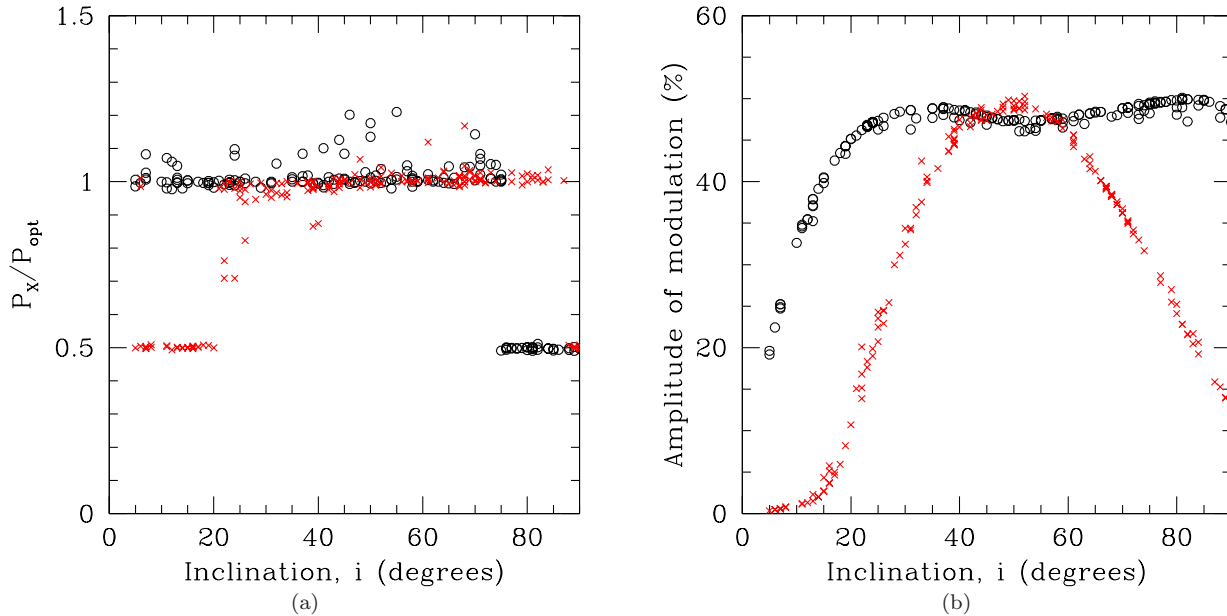 1.5
1
0.5
0
P_X/P_opt
0 20 40 60 80
Inclination, i (degrees)
(a)
60
40
20
0
Amplitude of modulation (%)
0 20 40 60 80
Inclination, i (degrees)
(b)